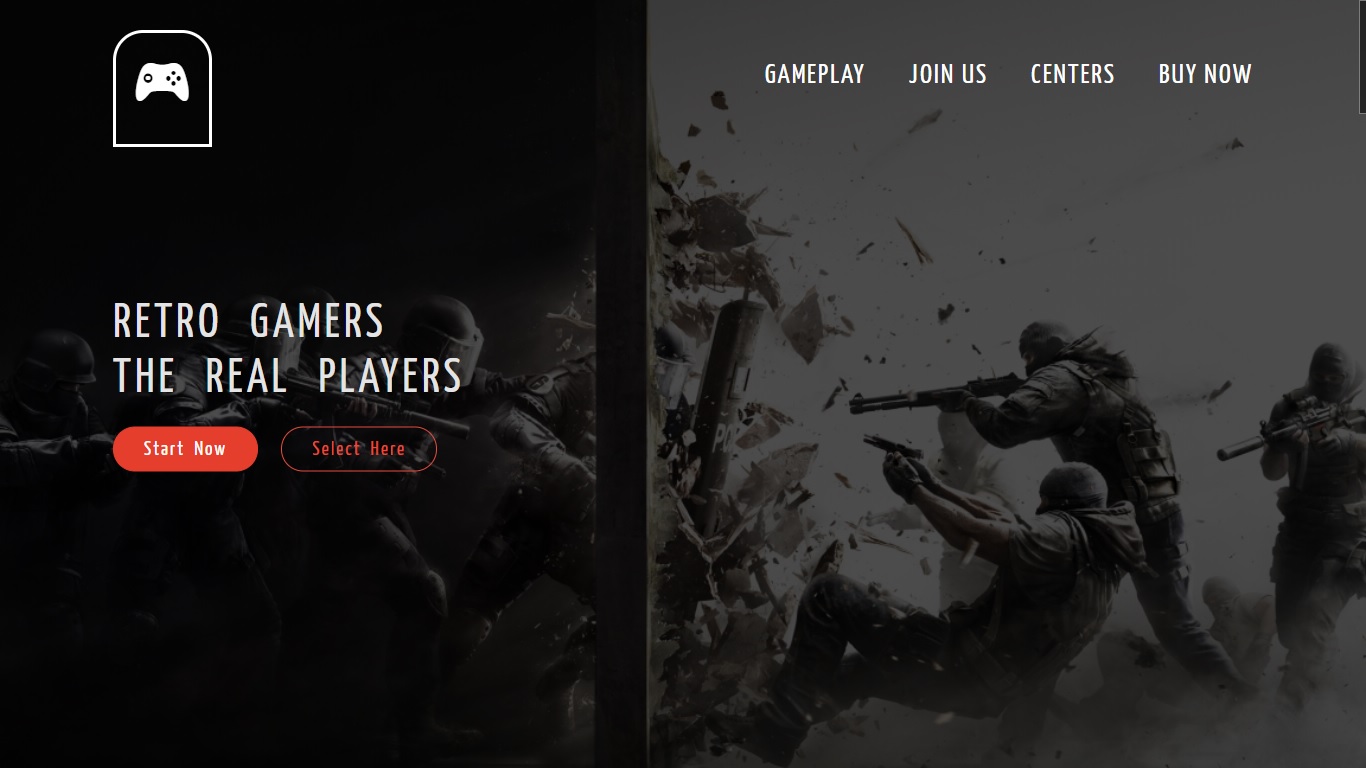 GAMEPLAY JOIN US CENTERS BUY NOW
RETRO GAMERS
THE REAL PLAYERS
Start Now Select Here